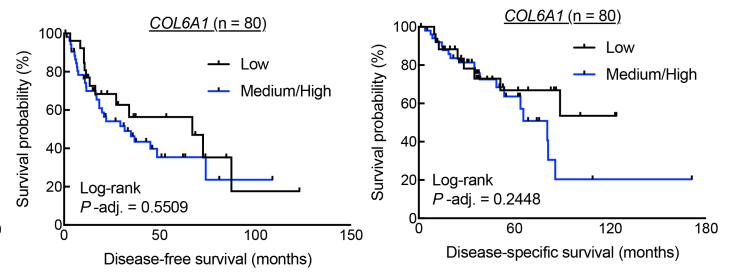 COL6A1 (n = 80)
100
80
60
40
20
0
Survival probability (%)
Low
Medium/High
Log-rank
P -adj. = 0.5509
0 50 100 150
Disease-free survival (months)
COL6A1 (n = 80)
100
80
60
40
20
0
Survival probability (%)
Low
Medium/High
Log-rank
P -adj. = 0.2448
0 60 120 180
Disease-specific survival (months)